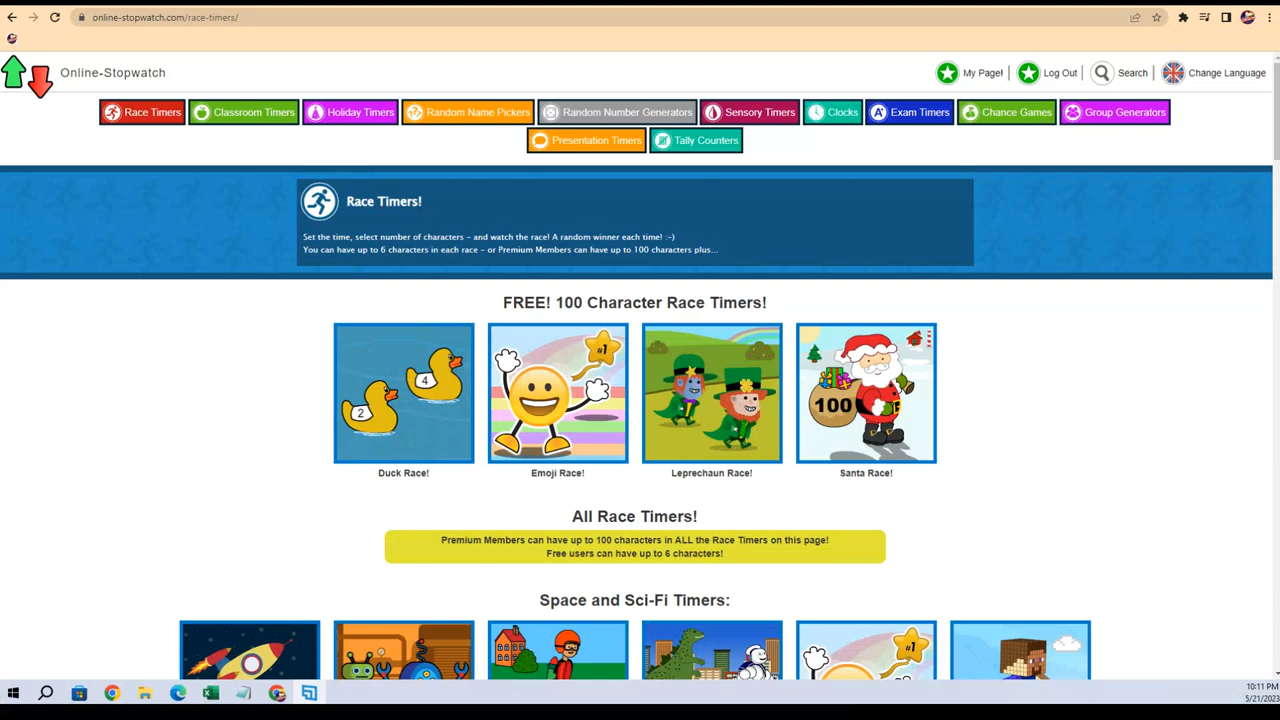 online-stopwatch.com/race-timers/
Online-Stopwatch
My Page! | Log Out | Search | Change Language
Race Timers Classroom Timers Holiday Timers Random Name Pickers Random Number Generators Sensory Timers Clocks Exam Timers Chance Games Group Generators
Presentation Timers Tally Counters
Race Timers!
Set the time, select number of characters - and watch the race! A random winner each time! :-)
You can have up to 6 characters in each race - or Premium Members can have up to 100 characters plus...
FREE! 100 Character Race Timers!
2 4
#1
100
Duck Race! Emoji Race! Leprechaun Race! Santa Race!
All Race Timers!
Premium Members can have up to 100 characters in ALL the Race Timers on this page!
Free users can have up to 6 characters!
Space and Sci-Fi Timers:
#1
10:11 PM
5/21/2023